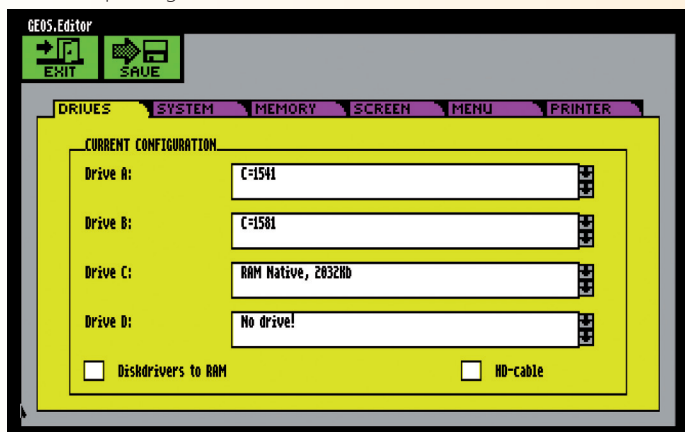 GEOS.Editor
EXIT SAVE
DRIVES SYSTEM MEMORY SCREEN MENU PRINTER
CURRENT CONFIGURATION
Drive A: C=1541
Drive B: C=1581
Drive C: RAM Native, 2032Kb
Drive D: No drive!
Diskdrivers to RAM HD-cable